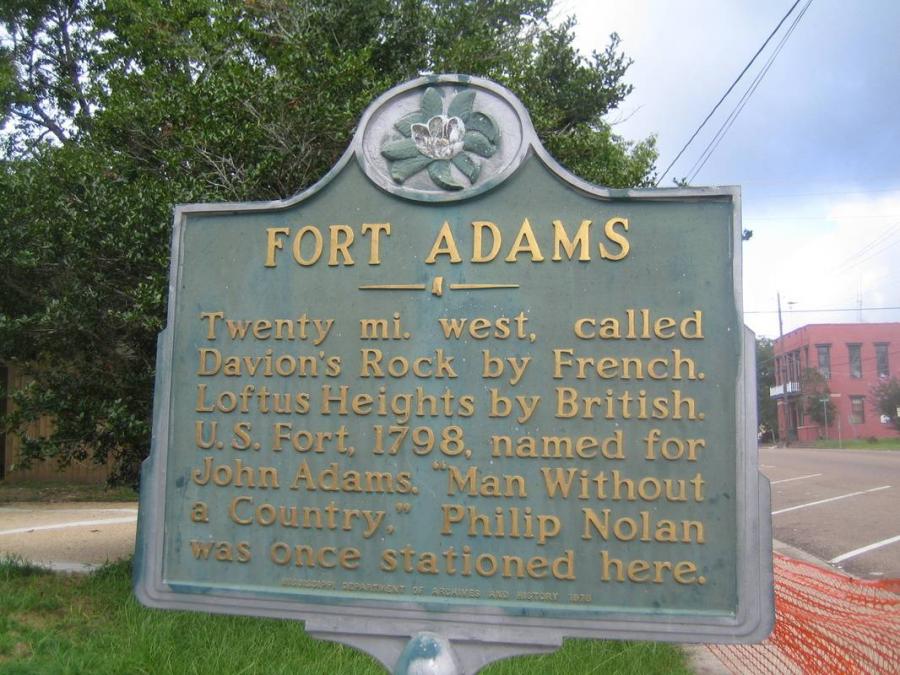 FORT ADAMS
Twenty mi. west, called
Davion's Rock by French.
Loftus Heights by British.
U. S. Fort, 1798, named for
John Adams. "Man Without
a Country," Philip Nolan
was once stationed here.
MISSISSIPPI DEPARTMENT OF ARCHIVES AND HISTORY